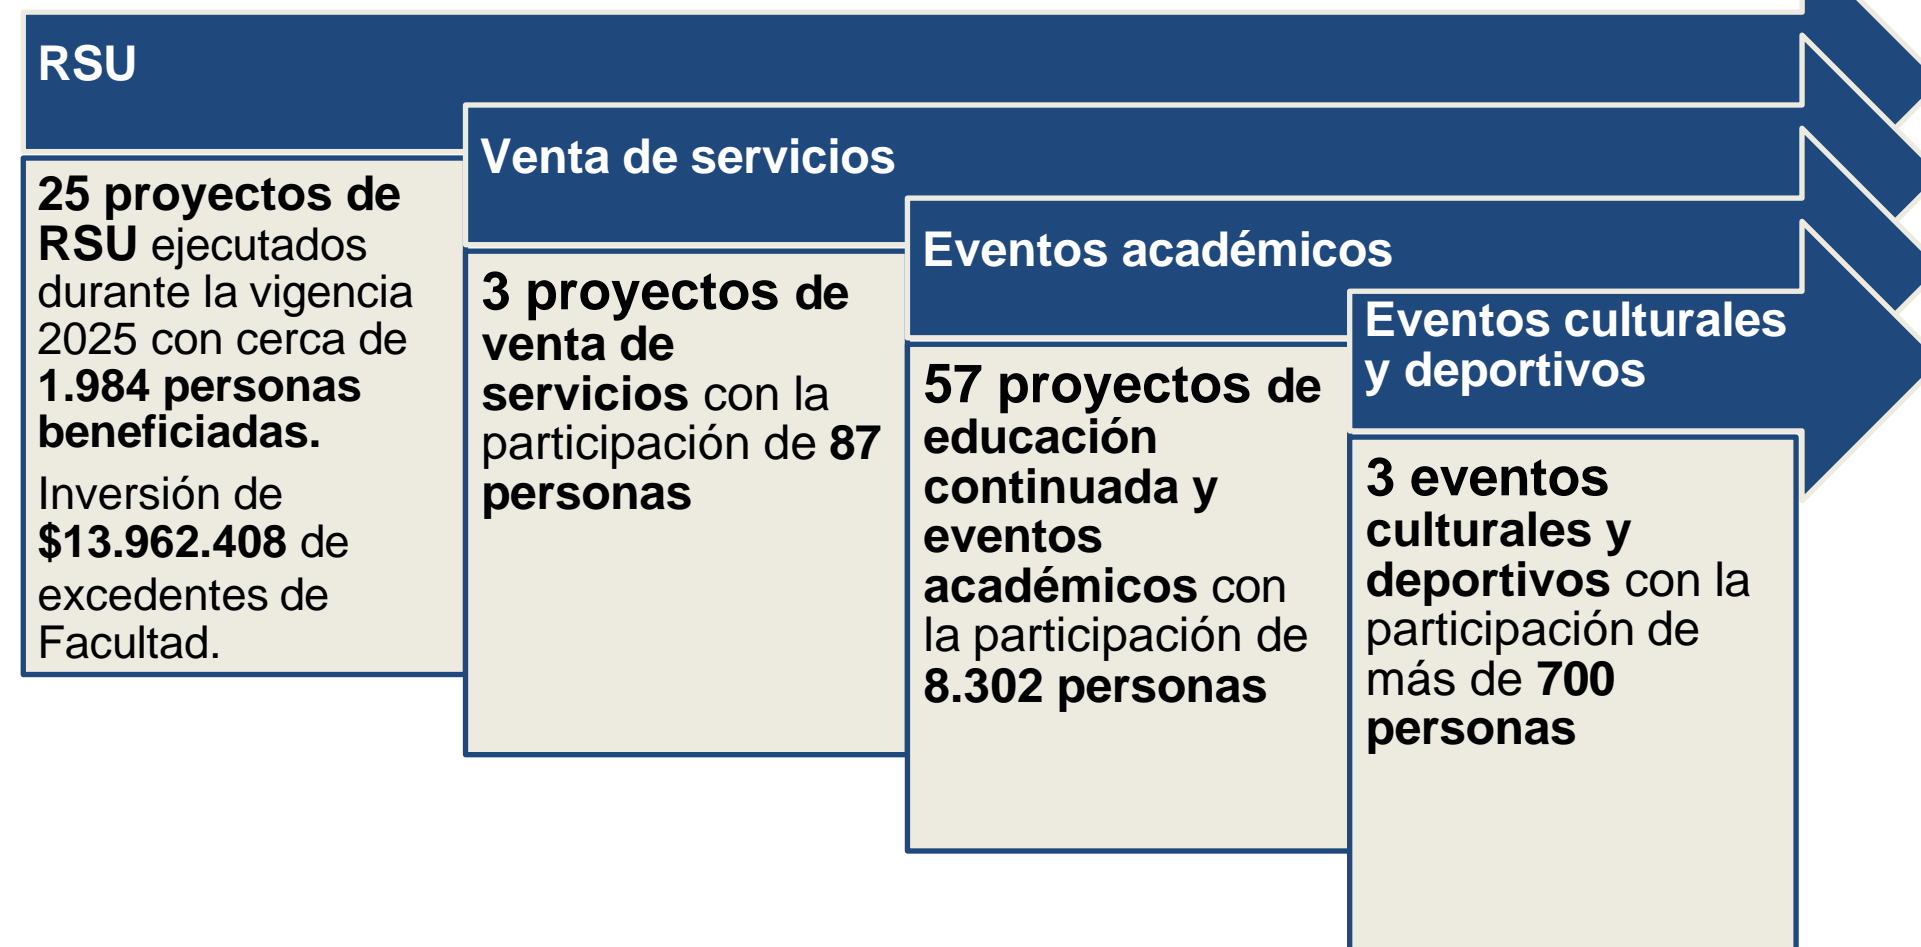 RSU
25 proyectos de
RSU ejecutados
durante la vigencia
2025 con cerca de
1.984 personas
beneficiadas.
Inversión de
$13.962.408 de
excedentes de
Facultad.
Venta de servicios
3 proyectos de
venta de
servicios con la
participación de 87
personas
Eventos académicos
57 proyectos de
educación
continuada y
eventos
académicos con
la participación de
8.302 personas
Eventos culturales
y deportivos
3 eventos
culturales y
deportivos con la
participación de
más de 700
personas